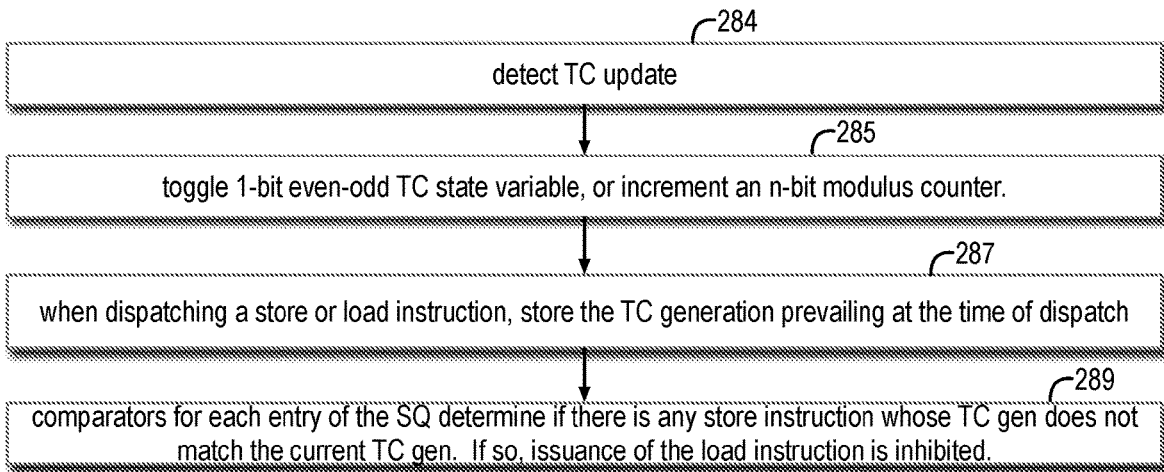 284
detect TC update
285
toggle 1-bit even-odd TC state variable, or increment an n-bit modulus counter.
287
when dispatching a store or load instruction, store the TC generation prevailing at the time of dispatch
289
comparators for each entry of the SQ determine if there is any store instruction whose TC gen does not
match the current TC gen.  If so, issuance of the load instruction is inhibited.